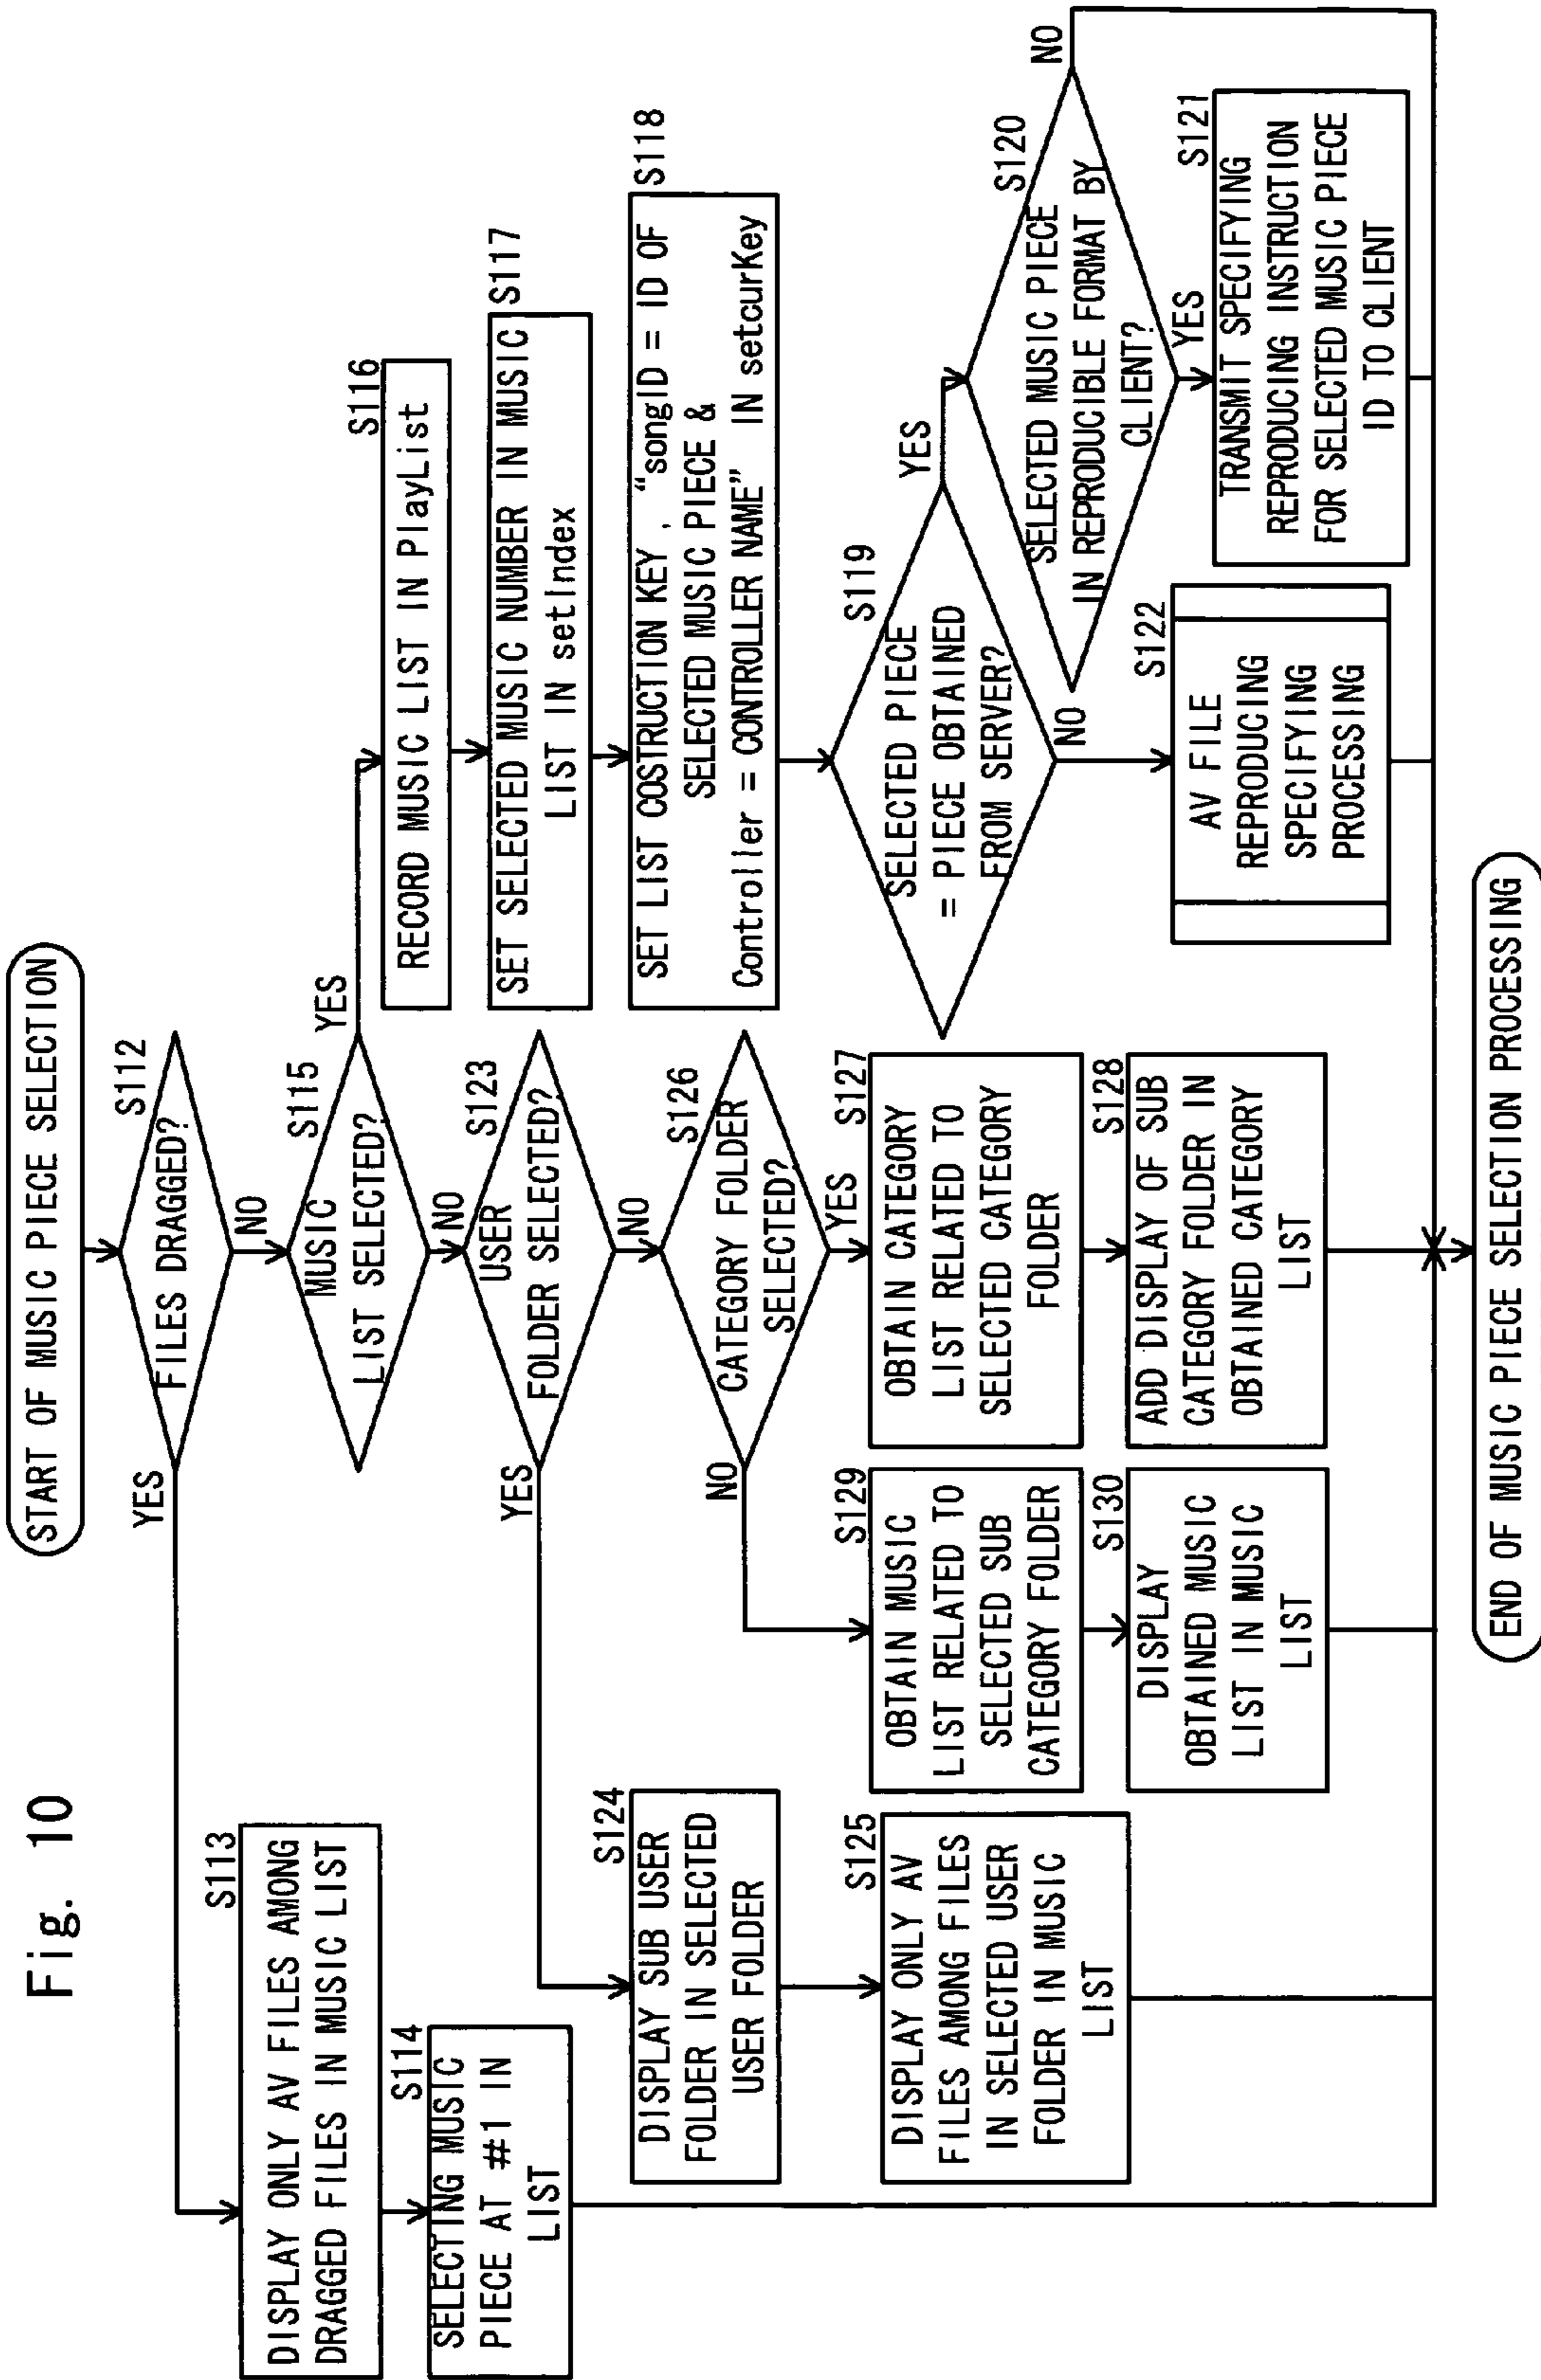 Fig. 10
START OF MUSIC PIECE SELECTION
S112
FILES DRAGGED?
YES
NO
S113
DISPLAY ONLY AV FILES AMONG
DRAGGED FILES IN MUSIC LIST
S114
SELECTING MUSIC
PIECE AT #1 IN
LIST
S115
MUSIC
LIST SELECTED?
YES
NO
S116
RECORD MUSIC LIST IN PlayList
S117
SET SELECTED MUSIC NUMBER IN MUSIC
LIST IN setIndex
S118
SET LIST COSTRUCTION KEY, "songID = ID OF
SELECTED MUSIC PIECE &
Controller = CONTROLLER NAME" IN setcurKey
S119
SELECTED PIECE
= PIECE OBTAINED
FROM SERVER?
YES
NO
S120
SELECTED MUSIC PIECE
IN REPRODUCIBLE FORMAT BY
CLIENT?
NO
YES
S121
TRANSMIT SPECIFYING
REPRODUCING INSTRUCTION
FOR SELECTED MUSIC PIECE
ID TO CLIENT
S122
AV FILE
REPRODUCING
SPECIFYING
PROCESSING
S123
USER
FOLDER SELECTED?
YES
NO
S124
DISPLAY SUB USER
FOLDER IN SELECTED
USER FOLDER
S125
DISPLAY ONLY AV
FILES AMONG FILES
IN SELECTED USER
FOLDER IN MUSIC
LIST
S126
CATEGORY FOLDER
SELECTED?
NO
YES
S127
OBTAIN CATEGORY
LIST RELATED TO
SELECTED CATEGORY
FOLDER
S128
ADD DISPLAY OF SUB
CATEGORY FOLDER IN
OBTAINED CATEGORY
LIST
S129
OBTAIN MUSIC
LIST RELATED TO
SELECTED SUB
CATEGORY FOLDER
S130
DISPLAY
OBTAINED MUSIC
LIST IN MUSIC
LIST
END OF MUSIC PIECE SELECTION PROCESSING